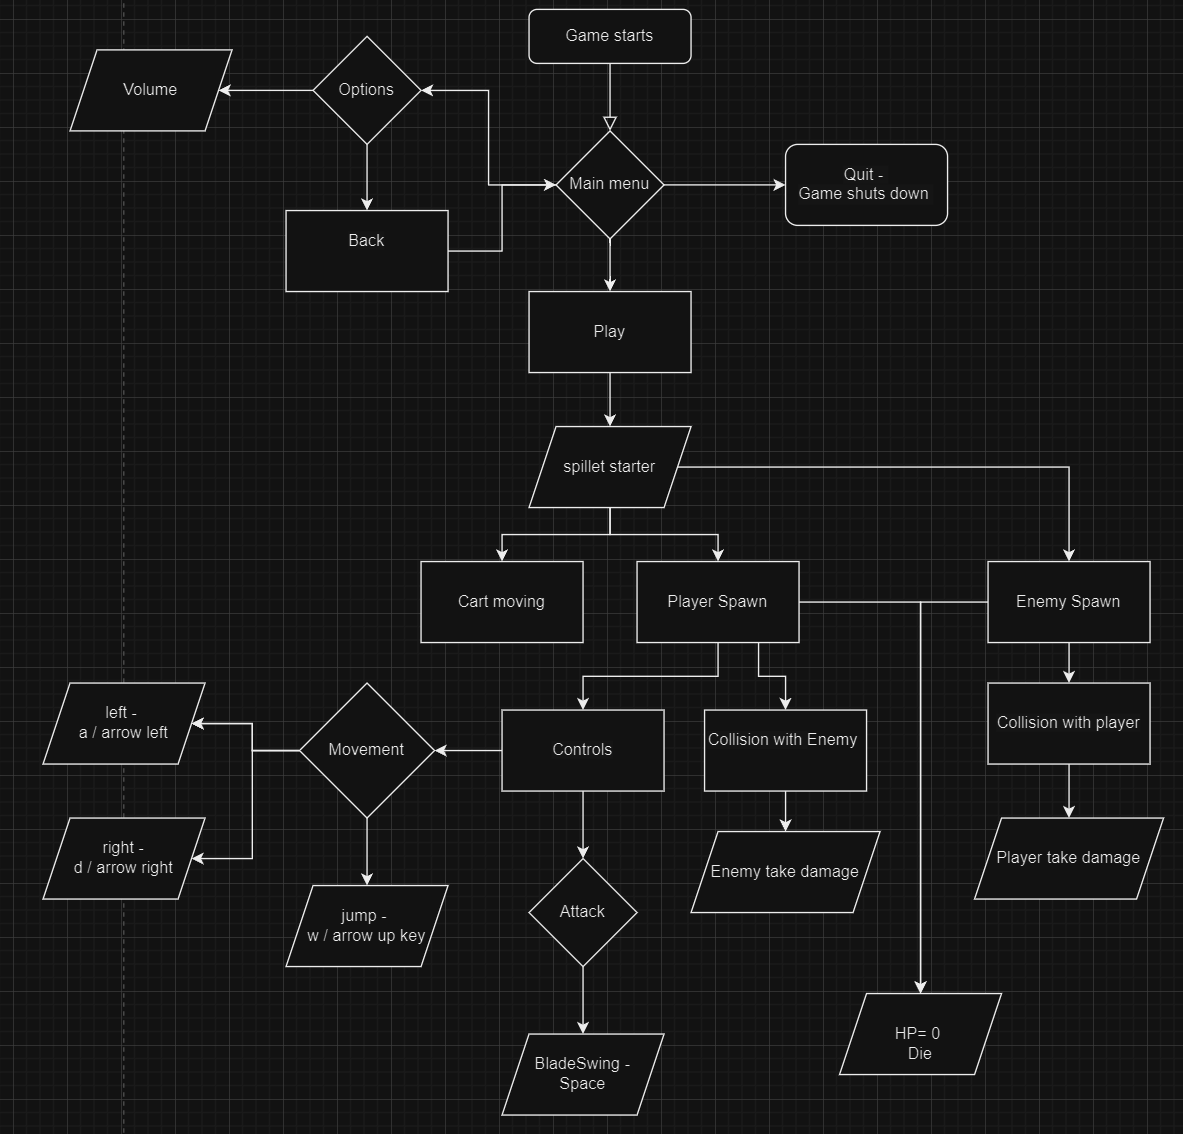 Game starts
Volume
Options
Main menu
Quit -
Game shuts down
Back
Play
spillet starter
Cart moving
Player Spawn
Enemy Spawn
left -
a / arrow left
Movement
Controls
Collision with Enemy
Collision with player
right -
d / arrow right
jump -
w / arrow up key
Attack
Enemy take damage
Player take damage
BladeSwing -
Space
HP= 0
Die